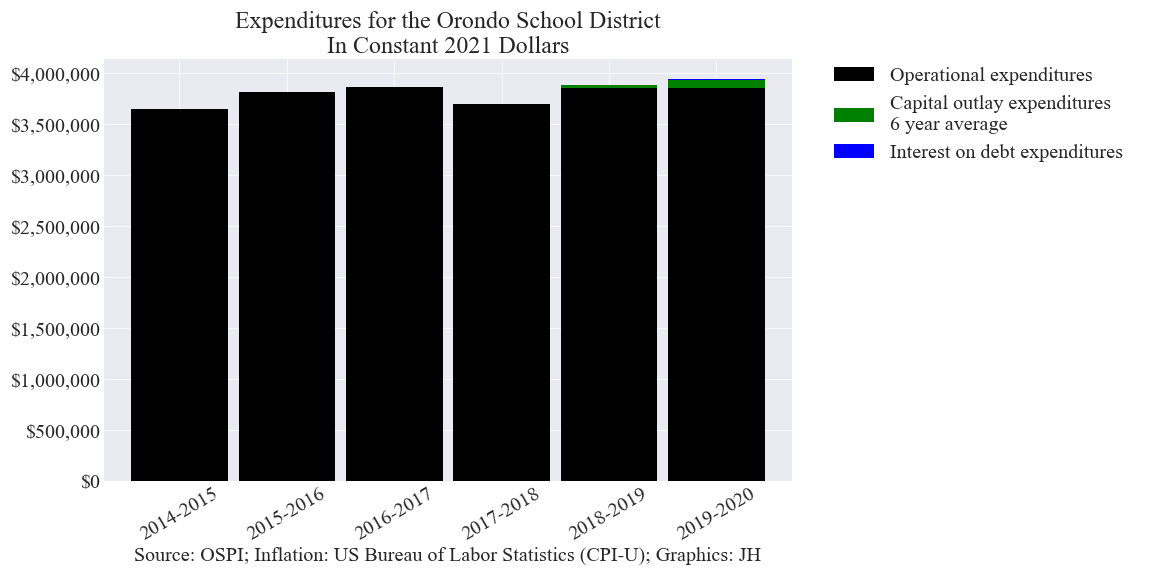 Expenditures for the Orondo School District
In Constant 2021 Dollars
$4,000,000
$3,500,000
$3,000,000
$2,500,000
$2,000,000
$1,500,000
$1,000,000
$500,000
$0
2014-2015
2015-2016
2016-2017
2017-2018
2018-2019
2019-2020
Source: OSPI; Inflation: US Bureau of Labor Statistics (CPI-U); Graphics: JH
Operational expenditures
Capital outlay expenditures
6 year average
Interest on debt expenditures